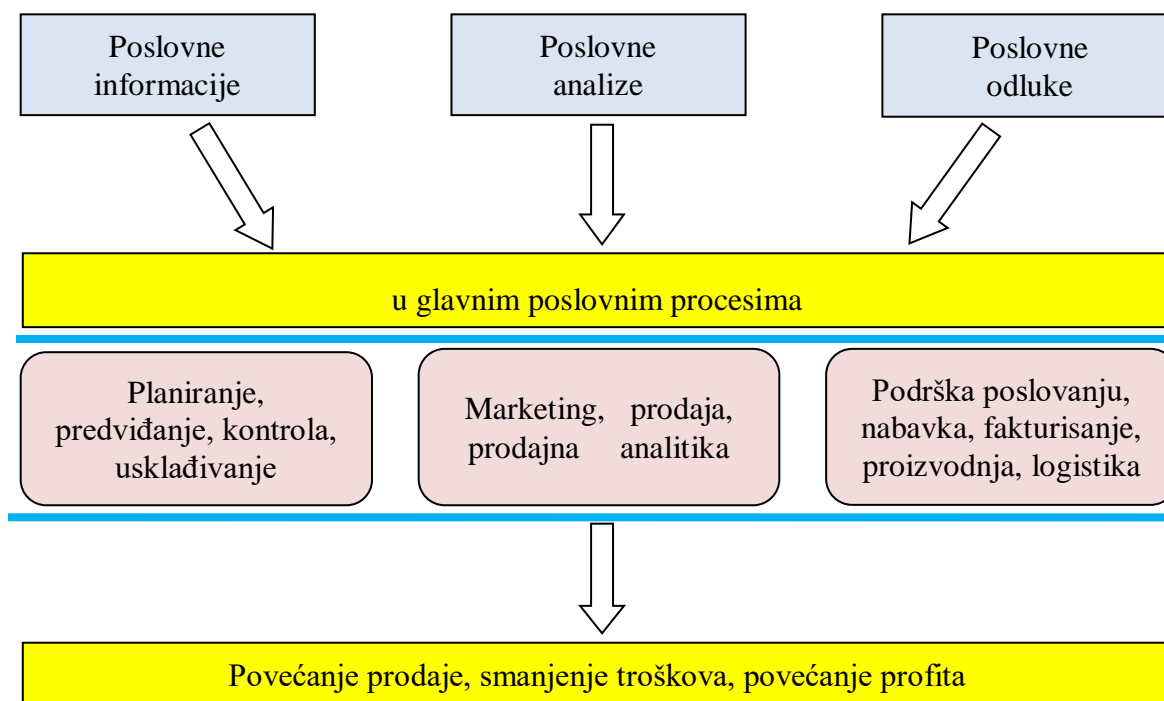 Poslovne
informacije
Poslovne
analize
Poslovne
odluke
u glavnim poslovnim procesima
Planiranje,
predviđanje, kontrola,
usklađivanje
Marketing, prodaja,
prodajna analitika
Podrška poslovanju,
nabavka, fakturisanje,
proizvodnja, logistika
Povećanje prodaje, smanjenje troškova, povećanje profita